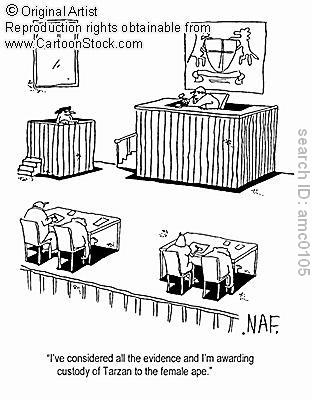 © Original Artist
Reproduction rights obtainable from
www.CartoonStock.com
search ID: amc0105
.NAF.
"I've considered all the evidence and I'm awarding
custody of Tarzan to the female ape."